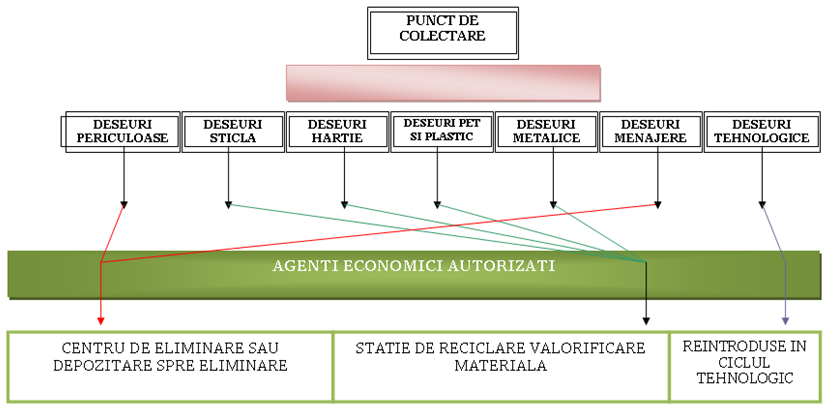 PUNCT DE
COLECTARE
DESEURI
PERICULOASE
DESEURI
STICLA
DESEURI
HARTIE
DESEURI PET
SI PLASTIC
DESEURI
METALICE
DESEURI
MENAJERE
DESEURI
TEHNOLOGICE
AGENTI ECONOMICI AUTORIZATI
CENTRU DE ELIMINARE SAU
DEPOZITARE SPRE ELIMINARE
STATIE DE RECICLARE VALORIFICARE
MATERIALA
REINTRODUSE IN
CICLUL
TEHNOLOGIC